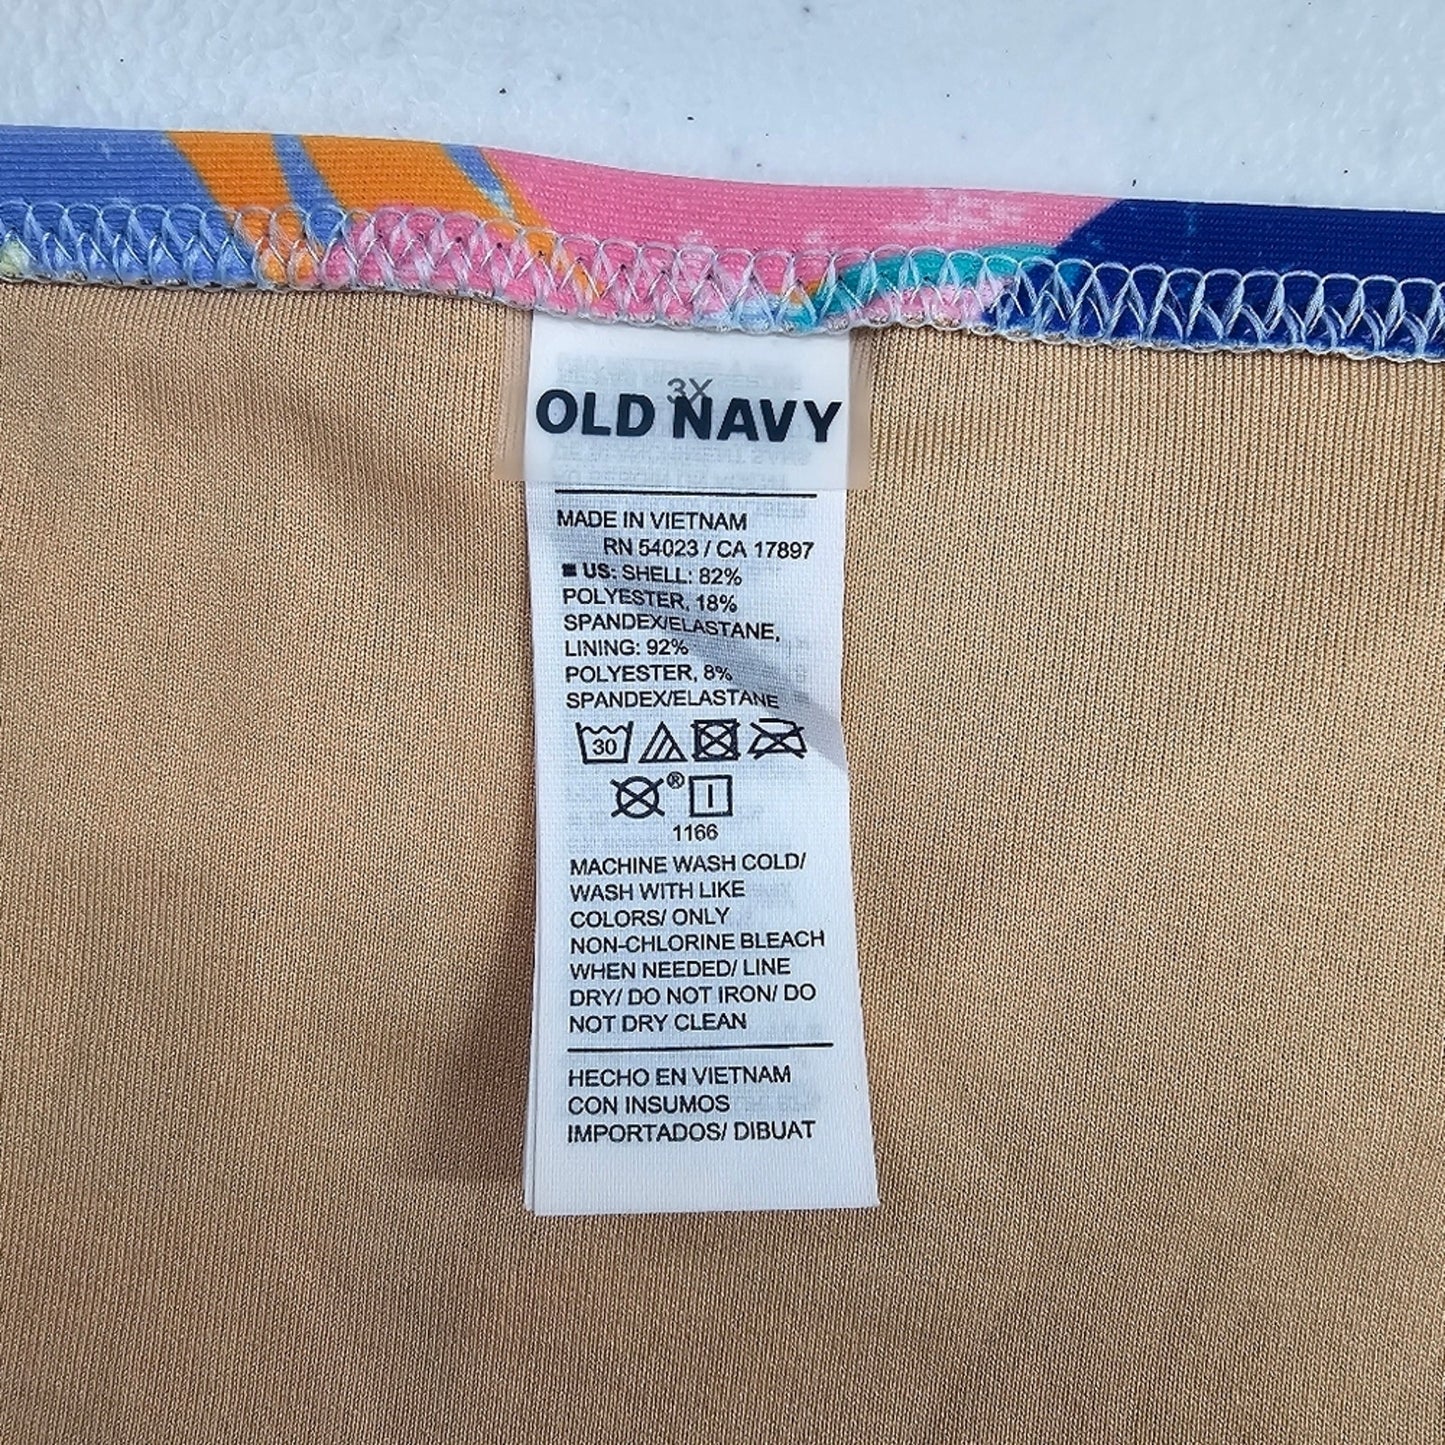 3X
OLD NAVY
MADE IN VIETNAM
RN 54023 / CA 17897
US: SHELL: 82%
POLYESTER, 18%
SPANDEX/ELASTANE,
LINING: 92%
POLYESTER, 8%
SPANDEX/ELASTANE
30
®
1166
MACHINE WASH COLD/
WASH WITH LIKE
COLORS/ ONLY
NON-CHLORINE BLEACH
WHEN NEEDED/ LINE
DRY/ DO NOT IRON/ DO
NOT DRY CLEAN
HECHO EN VIETNAM
CON INSUMOS
IMPORTADOS/ DIBUAT